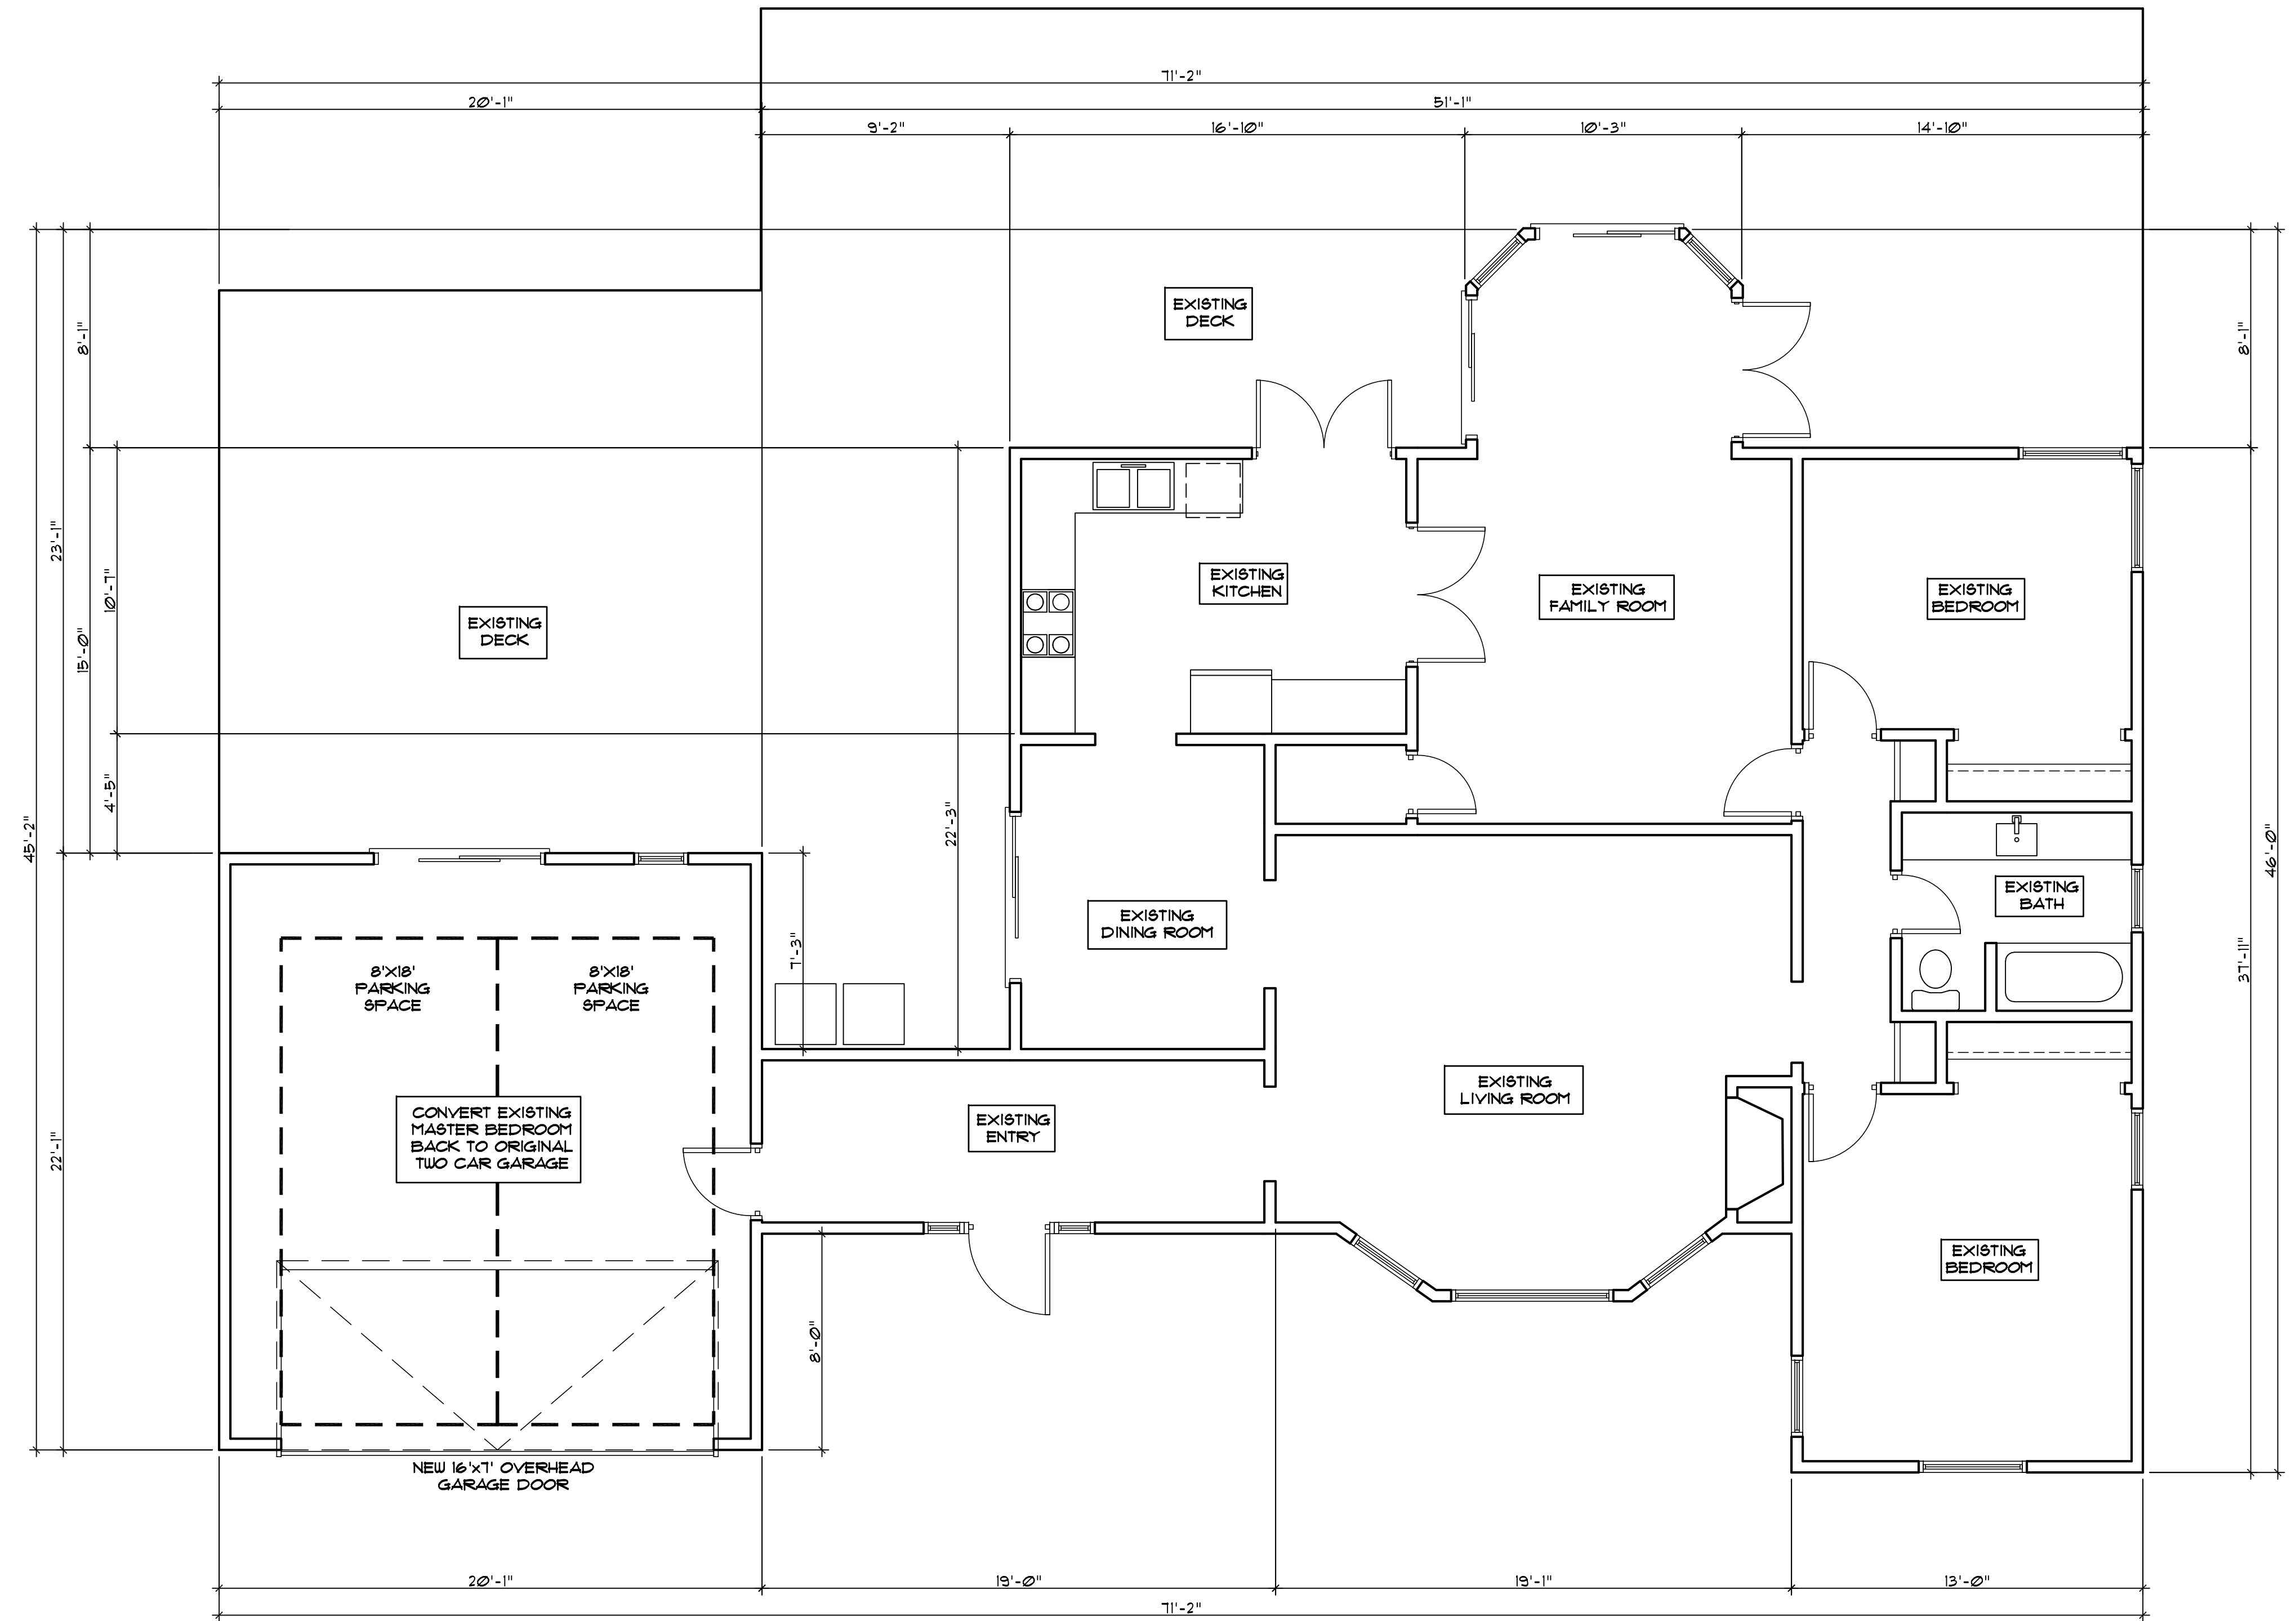 71'-2"
20'-1"
51'-1"
9'-2"
16'-10"
10'-3"
14'-10"
EXISTING
DECK
8'-1"
8'-1"
23'-1"
10'-7"
15'-0"
4'-5"
45'-2"
22'-1"
EXISTING
DECK
EXISTING
KITCHEN
EXISTING
FAMILY ROOM
EXISTING
BEDROOM
22'-3"
7'-3"
EXISTING
DINING ROOM
EXISTING
BATH
46'-0"
37'-11"
8'X18'
PARKING
SPACE
8'X18'
PARKING
SPACE
EXISTING
LIVING ROOM
CONVERT EXISTING
MASTER BEDROOM
BACK TO ORIGINAL
TWO CAR GARAGE
EXISTING
ENTRY
EXISTING
BEDROOM
8'-0"
NEW 16'x7' OVERHEAD
GARAGE DOOR
20'-1"
19'-0"
19'-1"
13'-0"
71'-2"